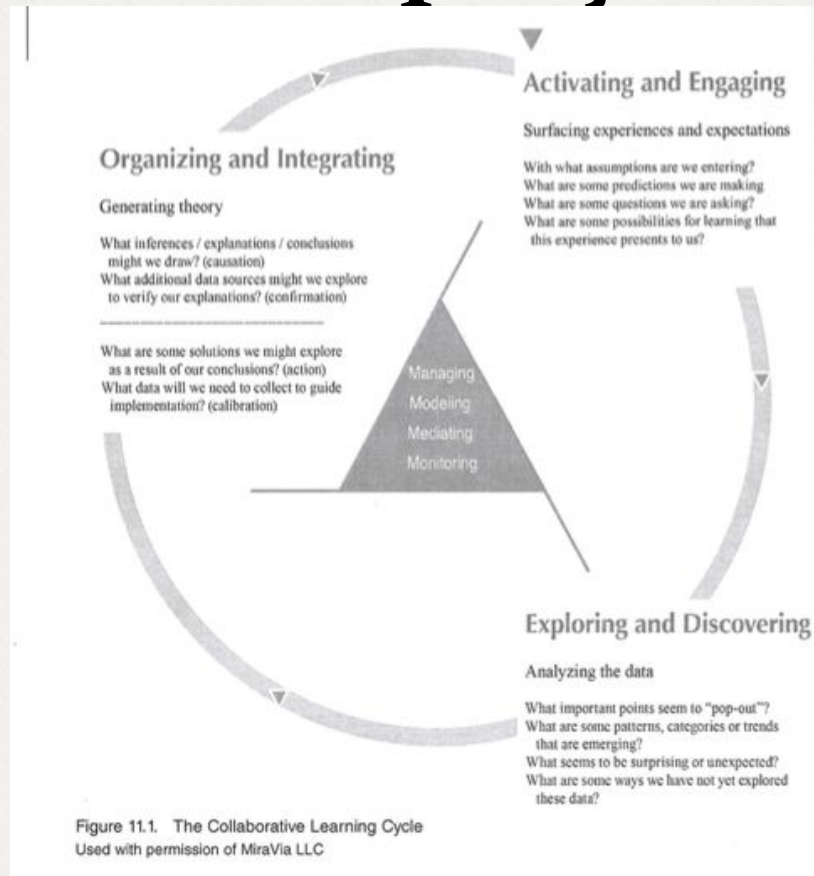 Activating and Engaging
Surfacing experiences and expectations
With what assumptions are we entering?
What are some predictions we are making
What are some questions we are asking?
What are some possibilities for learning that
this experience presents to us?
Exploring and Discovering
Analyzing the data
What important points seem to "pop-out"?
What are some patterns, categories or trends
that are emerging?
What seems to be surprising or unexpected?
What are some ways we have not yet explored
these data?
Organizing and Integrating
Generating theory
What inferences / explanations / conclusions
might we draw? (causation)
What additional data sources might we explore
to verify our explanations? (confirmation)
What are some solutions we might explore
as a result of our conclusions? (action)
What data will we need to collect to guide
implementation? (calibration)
Managing
Modeling
Mediating
Monitoring
Figure 11.1. The Collaborative Learning Cycle
Used with permission of MiraVia LLC